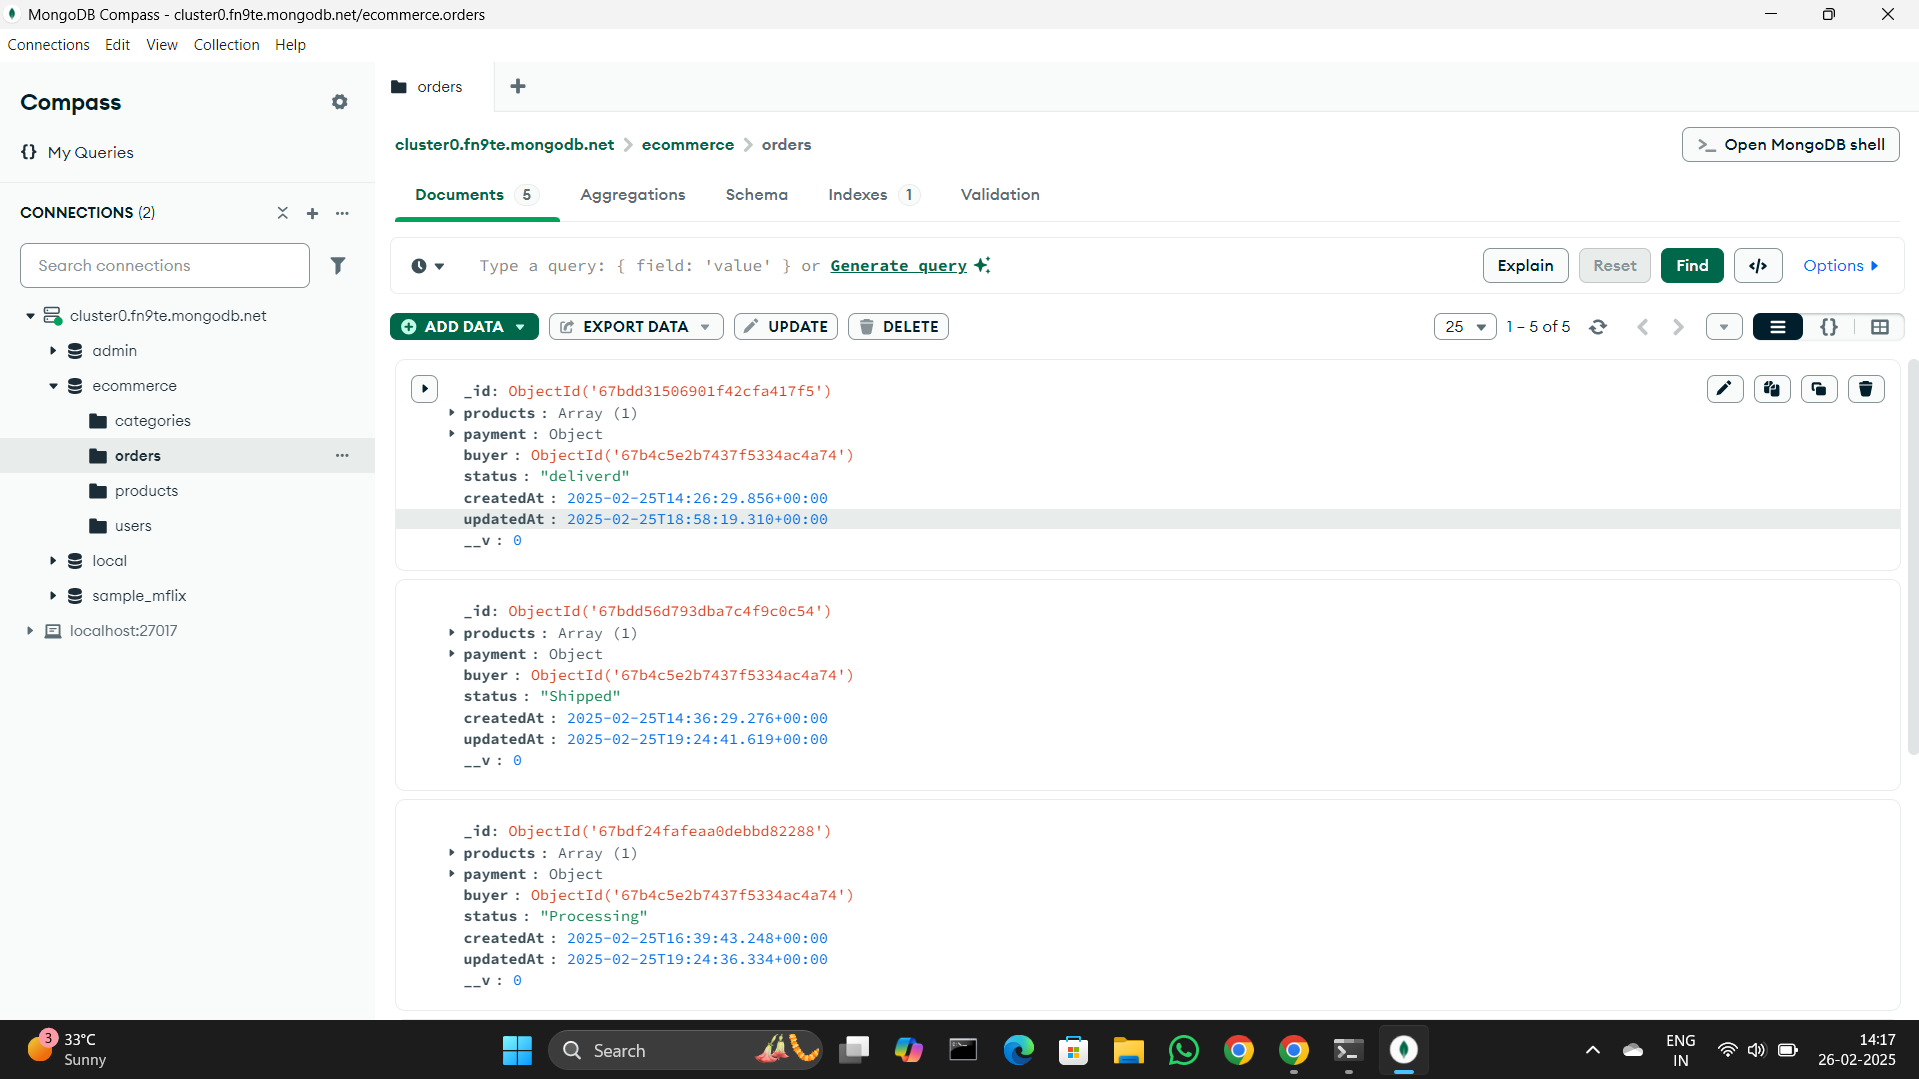 MongoDB Compass - cluster0.fn9te.mongodb.net/ecommerce.orders
Connections Edit View Collection Help
Compass
{} My Queries
CONNECTIONS (2)
Search connections
cluster0.fn9te.mongodb.net
admin
ecommerce
categories
orders
products
users
local
sample_mflix
localhost:27017
orders
cluster0.fn9te.mongodb.net > ecommerce > orders
>_ Open MongoDB shell
Documents 5 Aggregations Schema Indexes 1 Validation
Type a query: { field: 'value' } or Generate query
Explain Reset Find </> Options
ADD DATA EXPORT DATA UPDATE DELETE
25 1 – 5 of 5 {}
_id: ObjectId('67bdd31506901f42cfa417f5')
products : Array (1)
payment : Object
buyer : ObjectId('67b4c5e2b7437f5334ac4a74')
status : "deliverd"
createdAt : 2025-02-25T14:26:29.856+00:00
updatedAt : 2025-02-25T18:58:19.310+00:00
__v : 0
_id: ObjectId('67bdd56d793dba7c4f9c0c54')
products : Array (1)
payment : Object
buyer : ObjectId('67b4c5e2b7437f5334ac4a74')
status : "Shipped"
createdAt : 2025-02-25T14:36:29.276+00:00
updatedAt : 2025-02-25T19:24:41.619+00:00
__v : 0
_id: ObjectId('67bdf24fafeaa0debbd82288')
products : Array (1)
payment : Object
buyer : ObjectId('67b4c5e2b7437f5334ac4a74')
status : "Processing"
createdAt : 2025-02-25T16:39:43.248+00:00
updatedAt : 2025-02-25T19:24:36.334+00:00
__v : 0
3
33°C
Sunny
Search
ENG
IN
14:17
26-02-2025